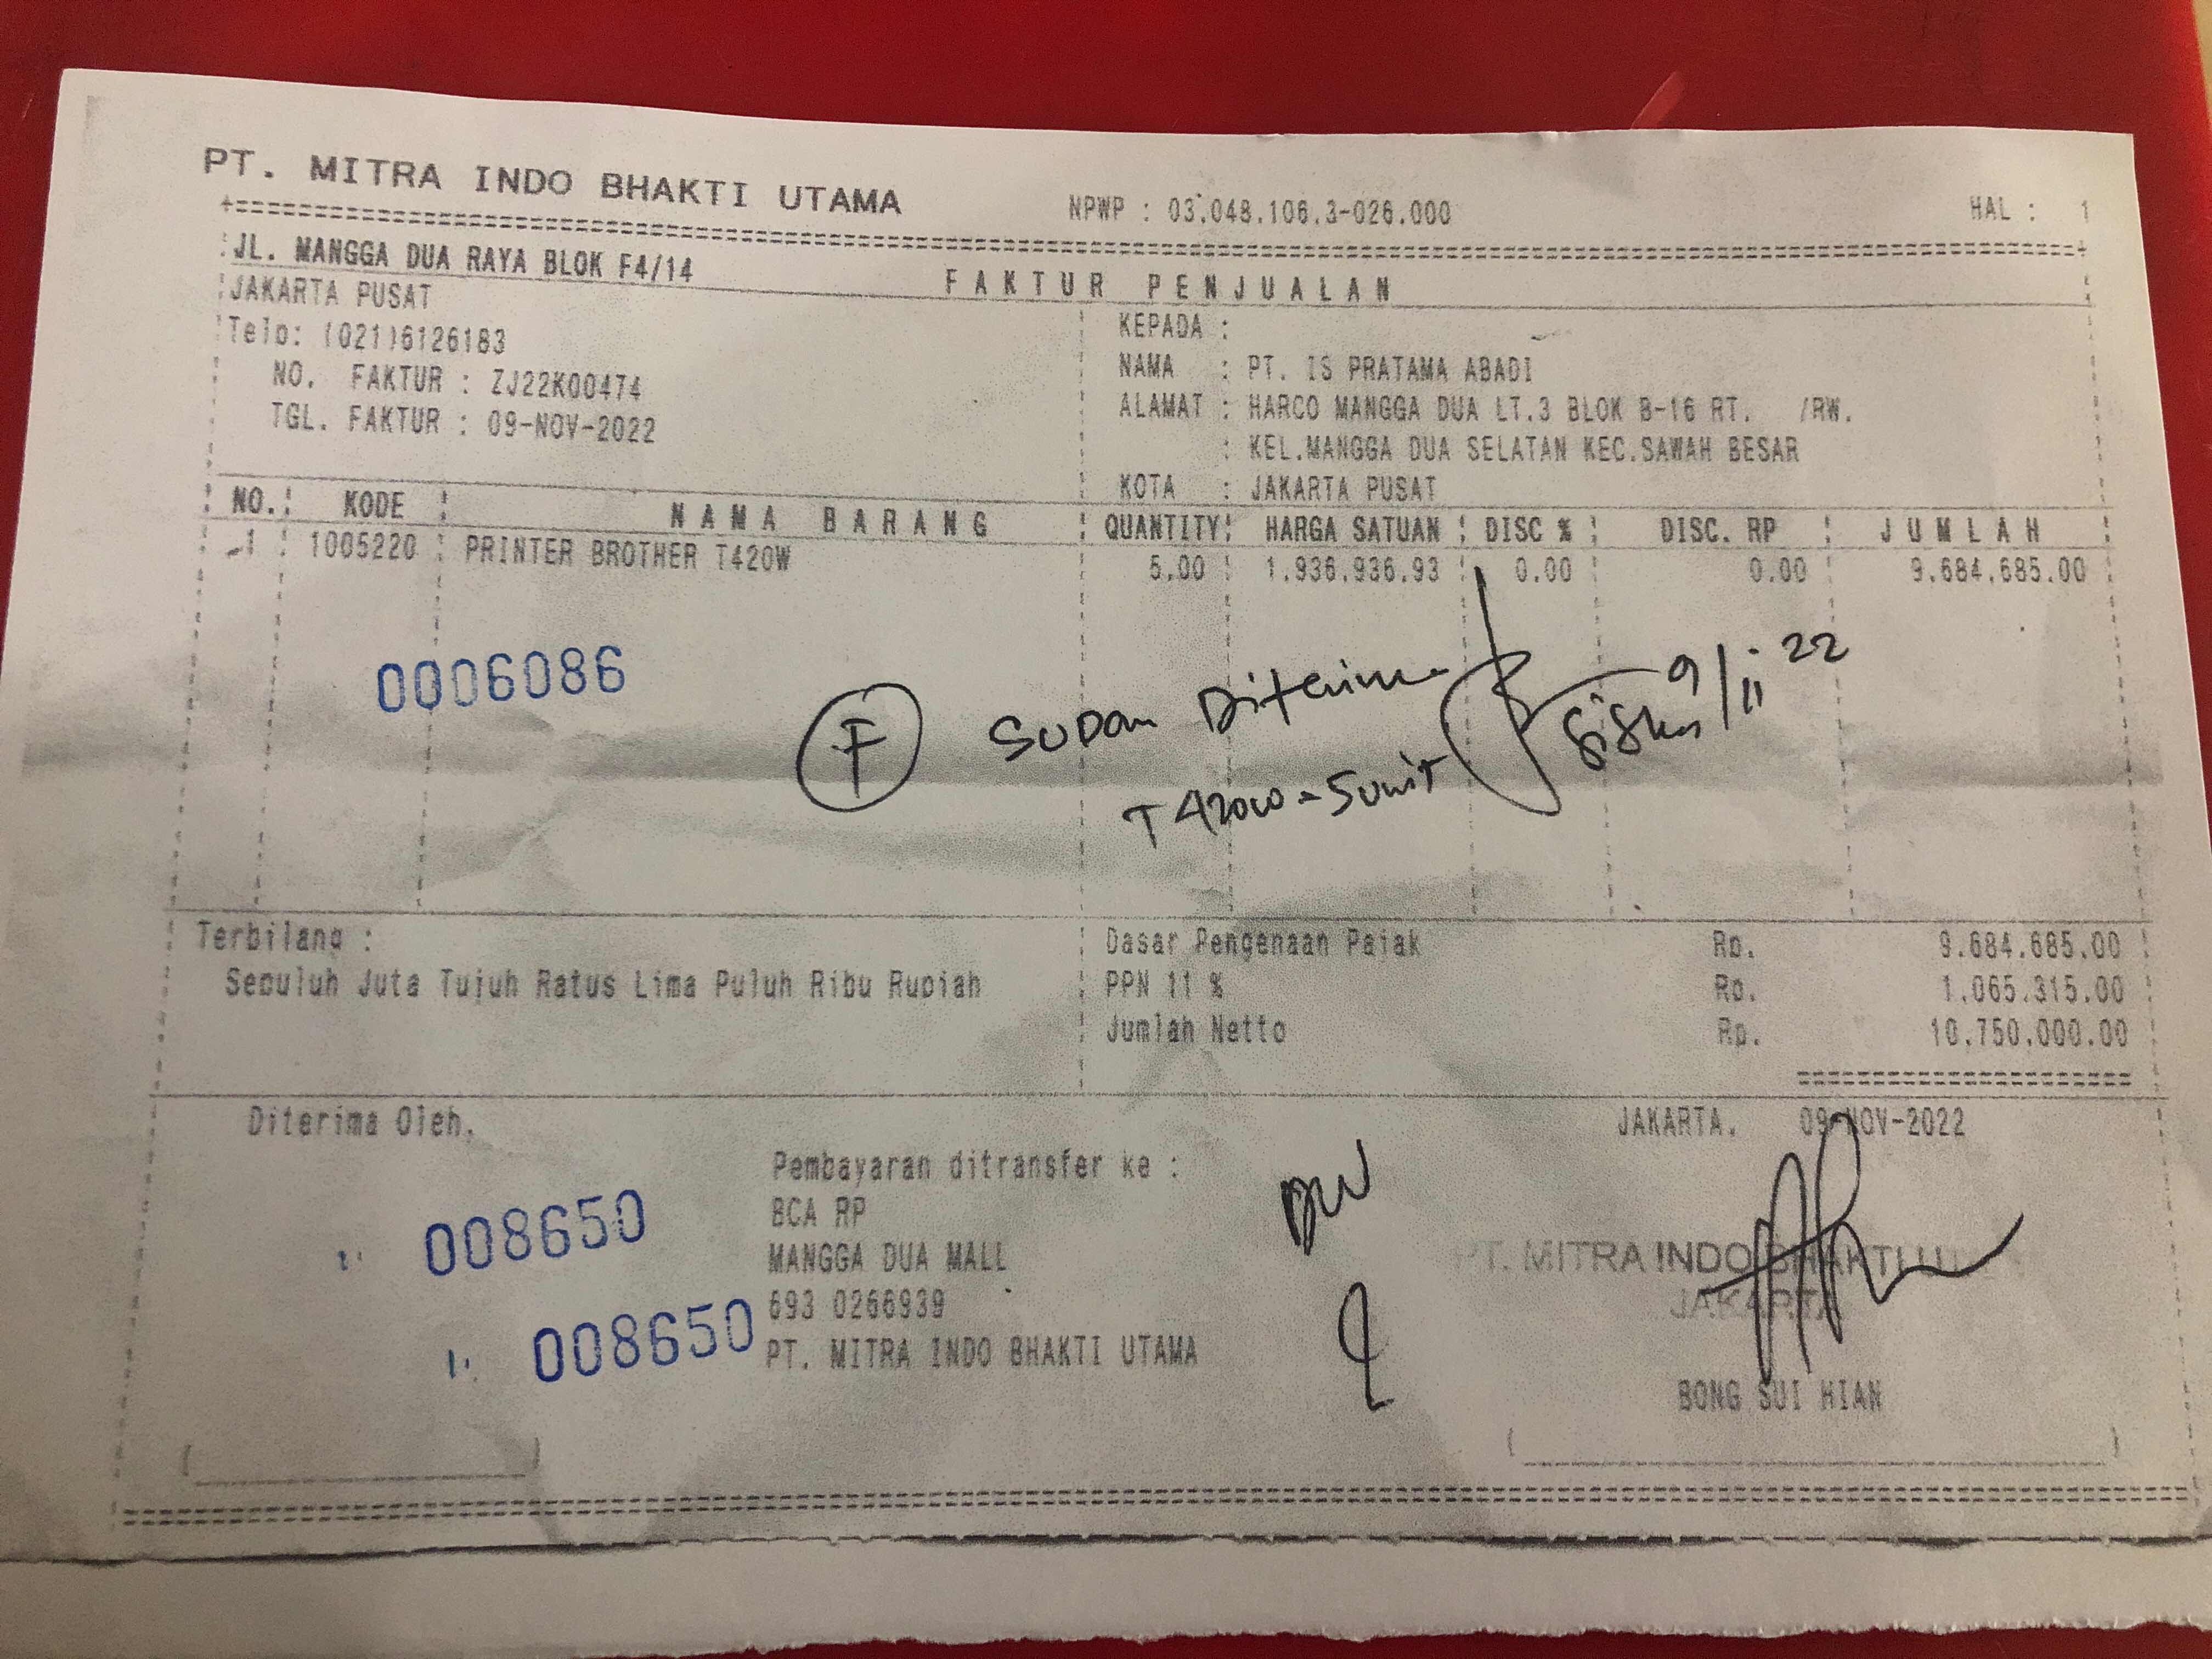 PT. MITRA INDO BHAKTI UTAMA
NPWP : 03.048.106.3-026.000
HAL : 1
JL. MANGGA DUA RAYA BLOK F4/14
JAKARTA PUSAT
Telp: (021)6126183
NO. FAKTUR : ZJ22K00474
TGL. FAKTUR : 09-NOV-2022
FAKTUR PENJUALAN
KEPADA :
NAMA : PT. IS PRATAMA ABADI
ALAMAT : HARCO MANGGA DUA LT.3 BLOK B-16 RT. /RW.
: KEL.MANGGA DUA SELATAN KEC.SAWAH BESAR
KOTA : JAKARTA PUSAT
NO. KODE NAMA BARANG QUANTITY HARGA SATUAN DISC % DISC. RP JUMLAH
1 1005220 PRINTER BROTHER T420W 5.00 1.936.936.93 0.00 0.00 9.684.685.00
0006086
F
Sudah Diterima
T420W = 5 unit
Siska 9/11 22
Terbilang :
Sepuluh Juta Tujuh Ratus Lima Puluh Ribu Rupiah
Dasar Pengenaan Pajak Rp. 9.684.685.00
PPN 11 % Rp. 1.065.315.00
Jumlah Netto Rp. 10.750.000.00
Diterima Oleh,
008650
008650
Pembayaran ditransfer ke :
BCA RP
MANGGA DUA MALL
693 0266939
PT. MITRA INDO BHAKTI UTAMA
JAKARTA, 09-NOV-2022
PT. MITRA INDO BHAKTI U
JAKARTA
BONG SUI HIAN